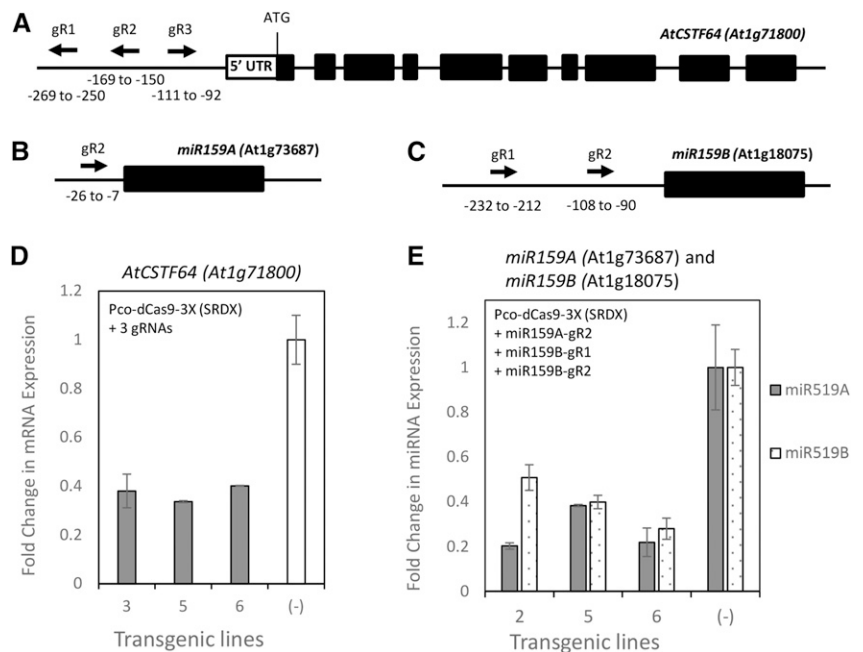 A
gR1 gR2 gR3
ATG
AtCSTF64 (At1g71800)
5' UTR
-169 to -150
-269 to -250
-111 to -92
B
gR2
miR159A (At1g73687)
-26 to -7
C
gR1
gR2
miR159B (At1g18075)
-232 to -212
-108 to -90
D
AtCSTF64 (At1g71800)
Fold Change in mRNA Expression
1.2
1
0.8
0.6
0.4
0.2
0
Pco-dCas9-3X (SRDX)
+ 3 gRNAs
3 5 6 (-)
Transgenic lines
E
miR159A (At1g73687) and
miR159B (At1g18075)
Fold Change in miRNA Expression
1.2
1
0.8
0.6
0.4
0.2
0
Pco-dCas9-3X (SRDX)
+ miR159A-gR2
+ miR159B-gR1
+ miR159B-gR2
2 5 6 (-)
Transgenic lines
miR519A
miR519B